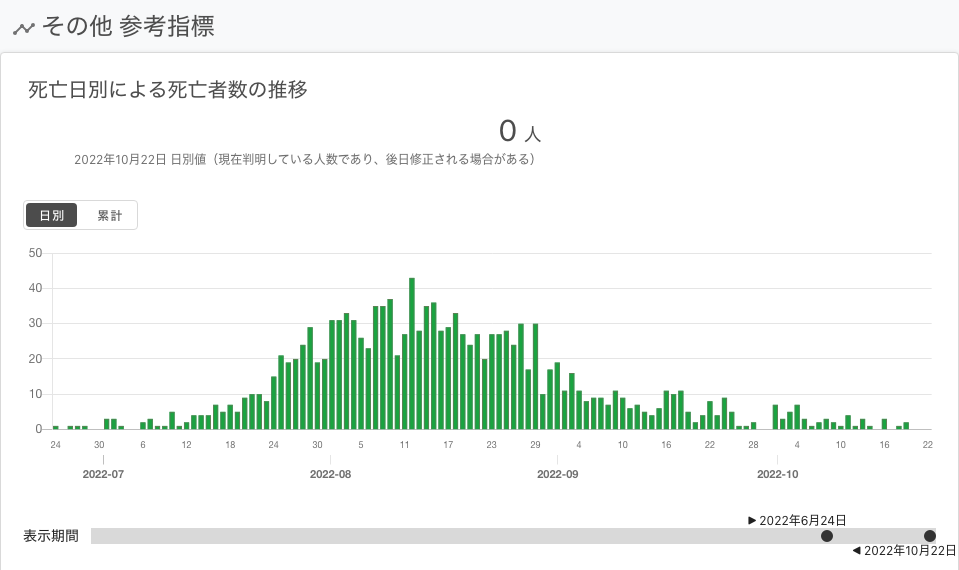 その他 参考指標
死亡日別による死亡者数の推移
0 人
2022年10月22日 日別値（現在判明している人数であり、後日修正される場合がある）
日別 累計
50
40
30
20
10
0
24 30 6 12 18 24 30 5 11 17 23 29 4 10 16 22 28 4 10 16 22
2022-07 2022-08 2022-09 2022-10
▶ 2022年6月24日
表示期間
◀ 2022年10月22日